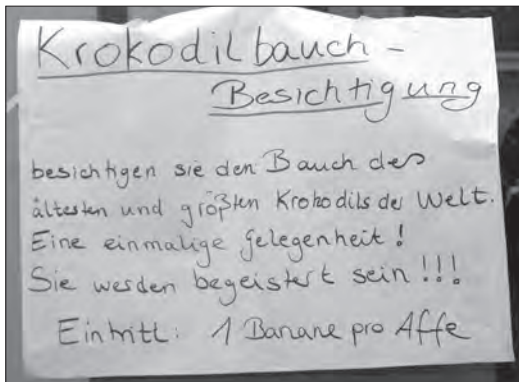 Krokodilbauch -
Besichtigung
besichtigen sie den Bauch des
ältesten und größten Krokodils der Welt.
Eine einmalige Gelegenheit!
Sie werden begeistert sein!!!
Eintritt: 1 Banane pro Affe